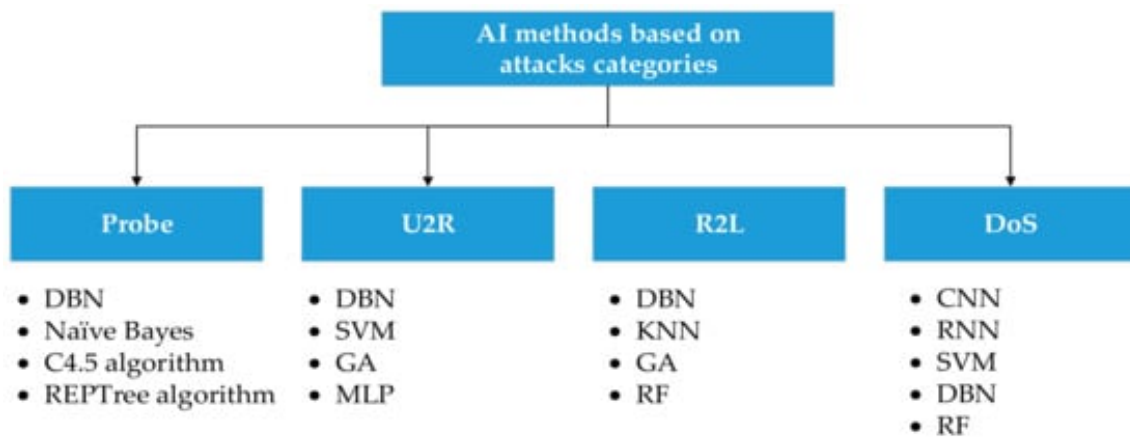 AI methods based on
attacks categories
Probe
U2R
R2L
DoS
• DBN
• Naïve Bayes
• C4.5 algorithm
• REPTree algorithm
• DBN
• SVM
• GA
• MLP
• DBN
• KNN
• GA
• RF
• CNN
• RNN
• SVM
• DBN
• RF